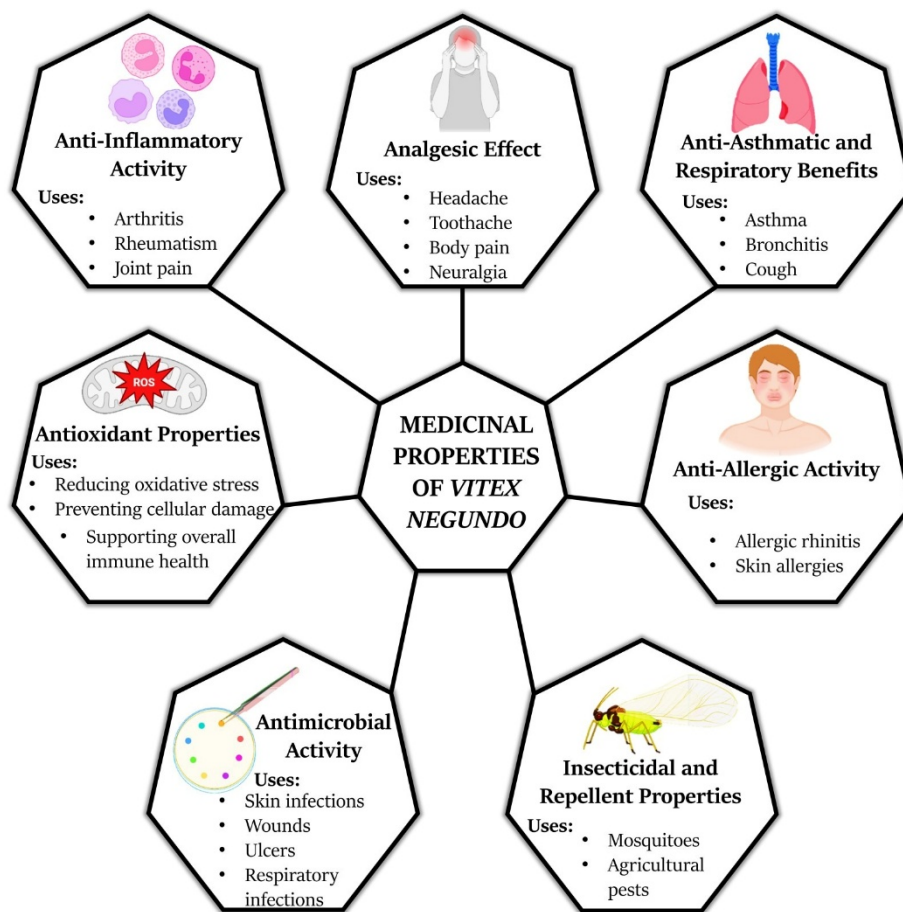 Anti-Inflammatory
Activity
Uses:
• Arthritis
• Rheumatism
• Joint pain
Analgesic Effect
Uses:
• Headache
• Toothache
• Body pain
• Neuralgia
Anti-Asthmatic and
Respiratory Benefits
Uses:
• Asthma
• Bronchitis
• Cough
ROS
Antioxidant Properties
Uses:
• Reducing oxidative stress
• Preventing cellular damage
• Supporting overall
immune health
MEDICINAL
PROPERTIES
OF VITEX
NEGUNDO
Anti-Allergic Activity
Uses:
• Allergic rhinitis
• Skin allergies
Antimicrobial
Activity
Uses:
• Skin infections
• Wounds
• Ulcers
• Respiratory
infections
Insecticidal and
Repellent Properties
Uses:
• Mosquitoes
• Agricultural
pests